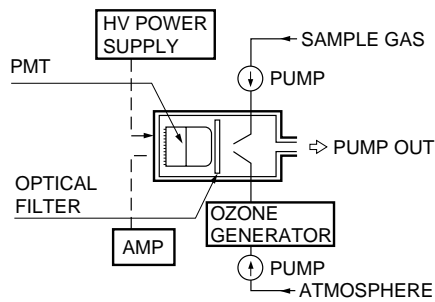 HV POWER
SUPPLY
SAMPLE GAS
PMT
PUMP
PUMP OUT
OPTICAL
FILTER
OZONE
GENERATOR
AMP
PUMP
ATMOSPHERE